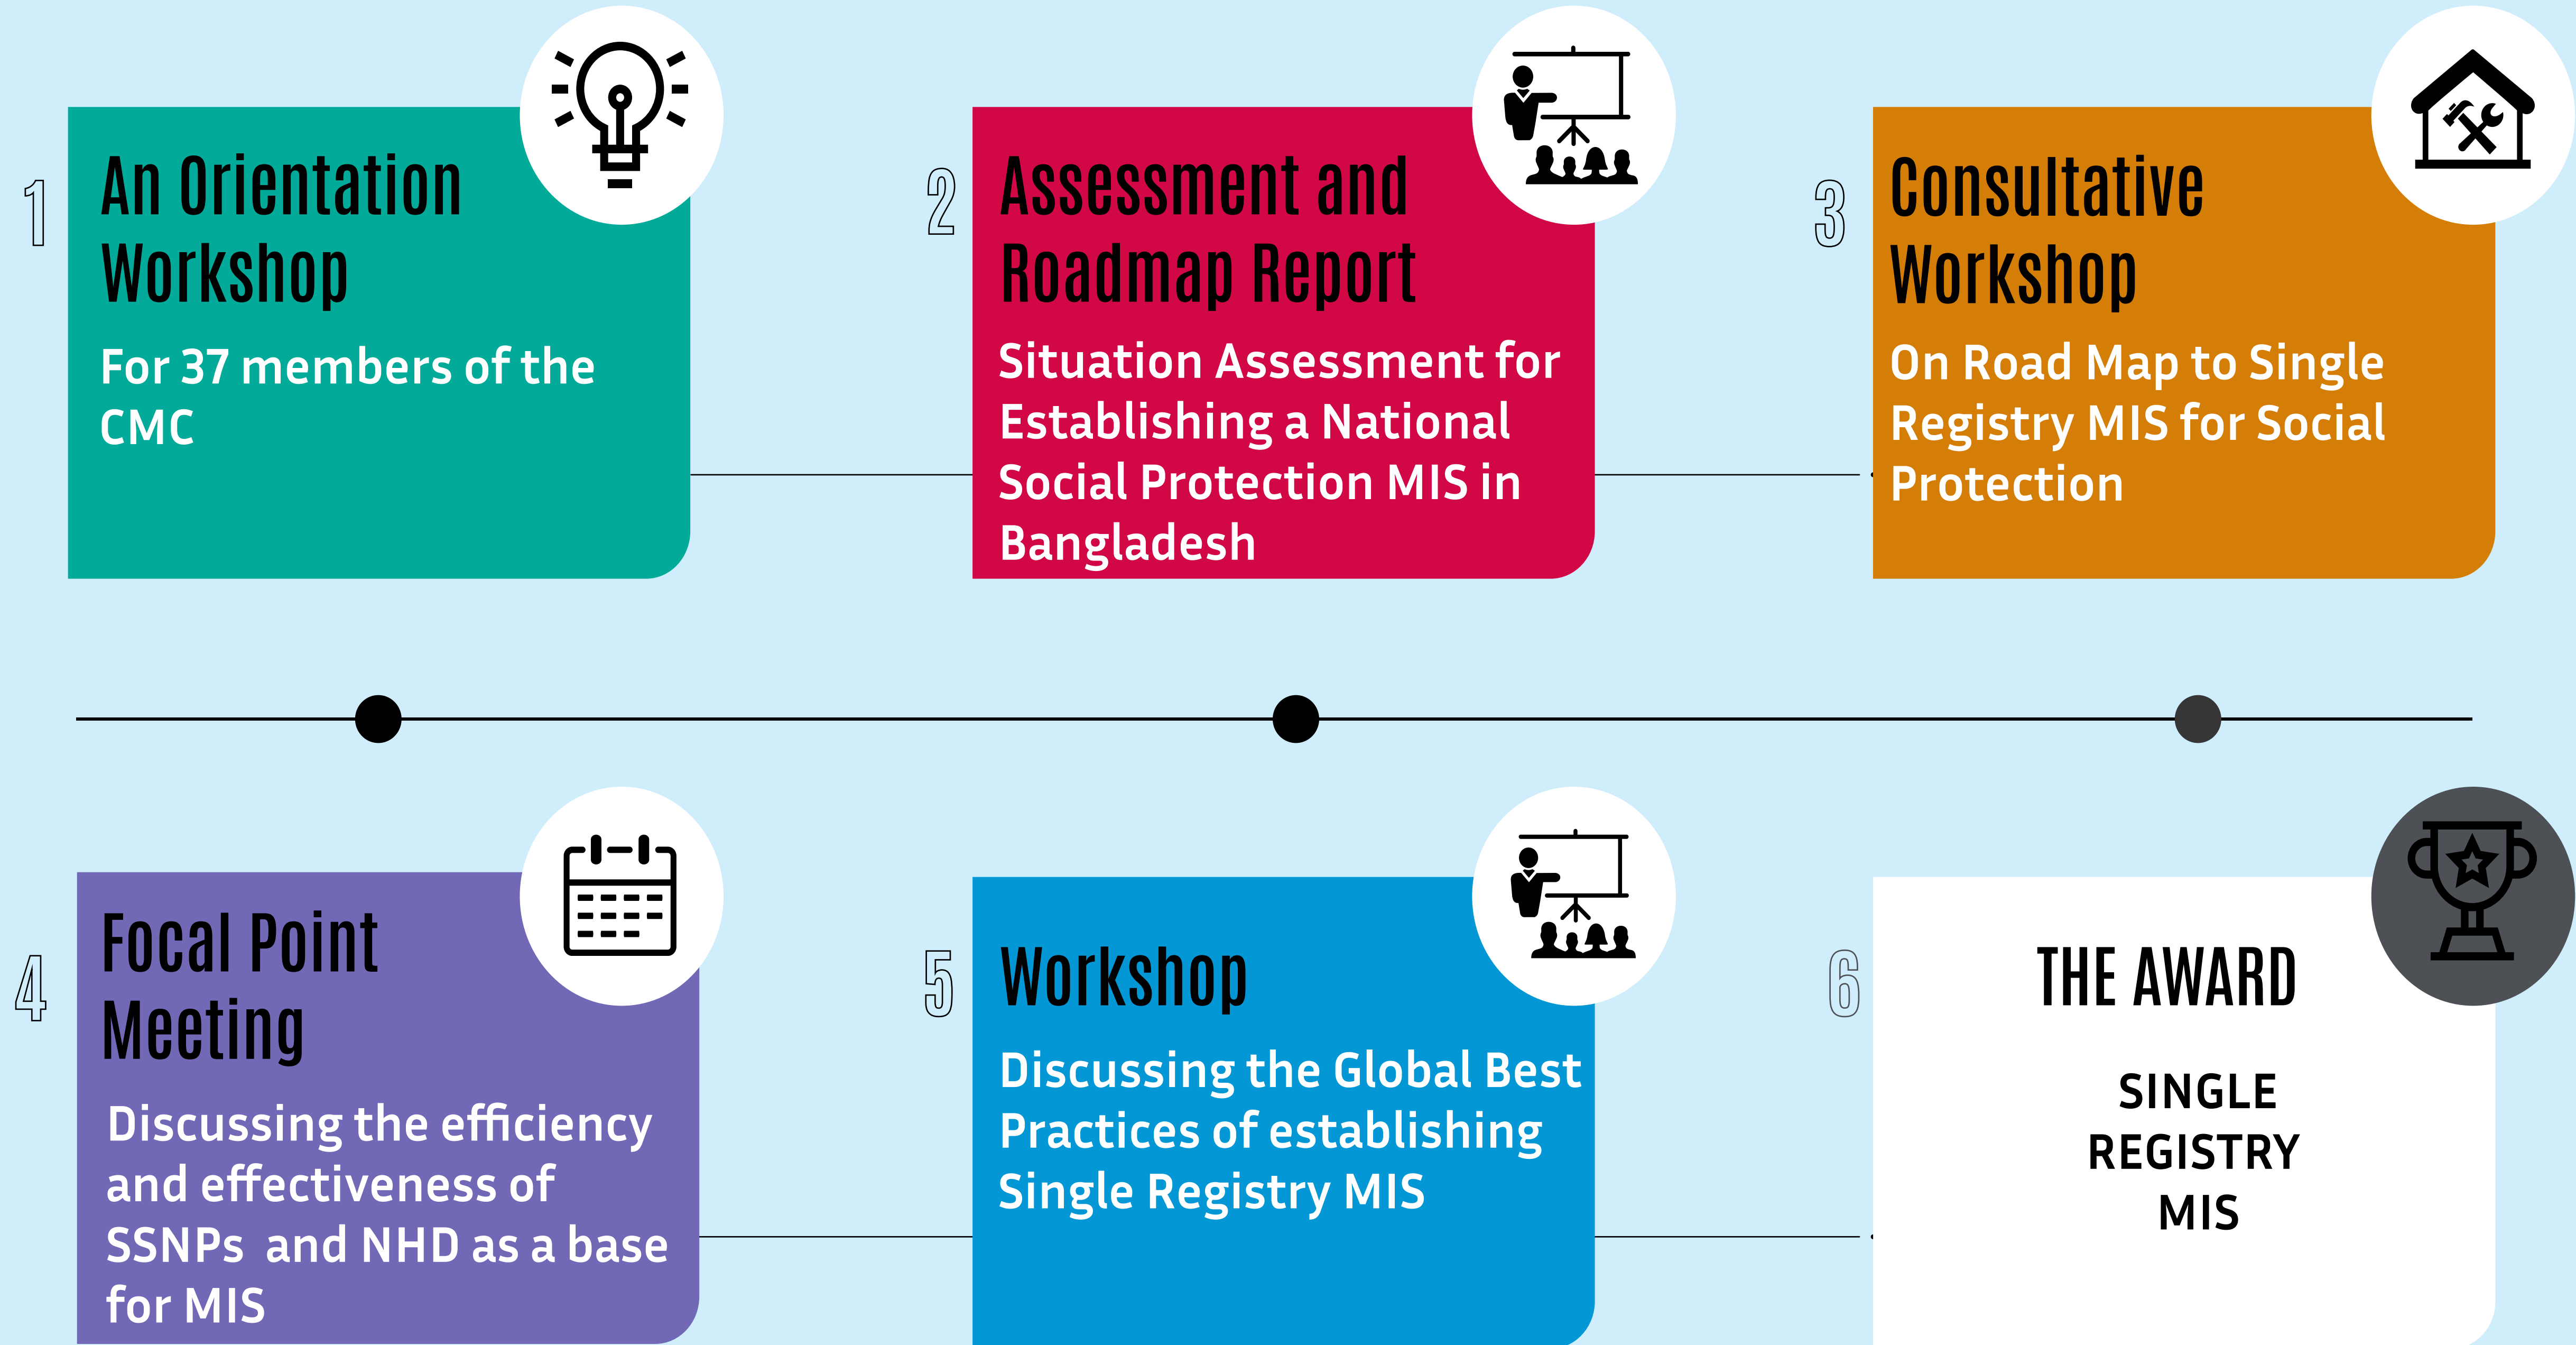 1
An Orientation
Workshop
For 37 members of the
CMC
2
Assessment and
Roadmap Report
Situation Assessment for
Establishing a National
Social Protection MIS in
Bangladesh
3
Consultative
Workshop
On Road Map to Single
Registry MIS for Social
Protection
4
Focal Point
Meeting
Discussing the efficiency
and effectiveness of
SSNPs  and NHD as a base
for MIS
5
Workshop
Discussing the Global Best
Practices of establishing
Single Registry MIS
6
THE AWARD
SINGLE
REGISTRY
MIS